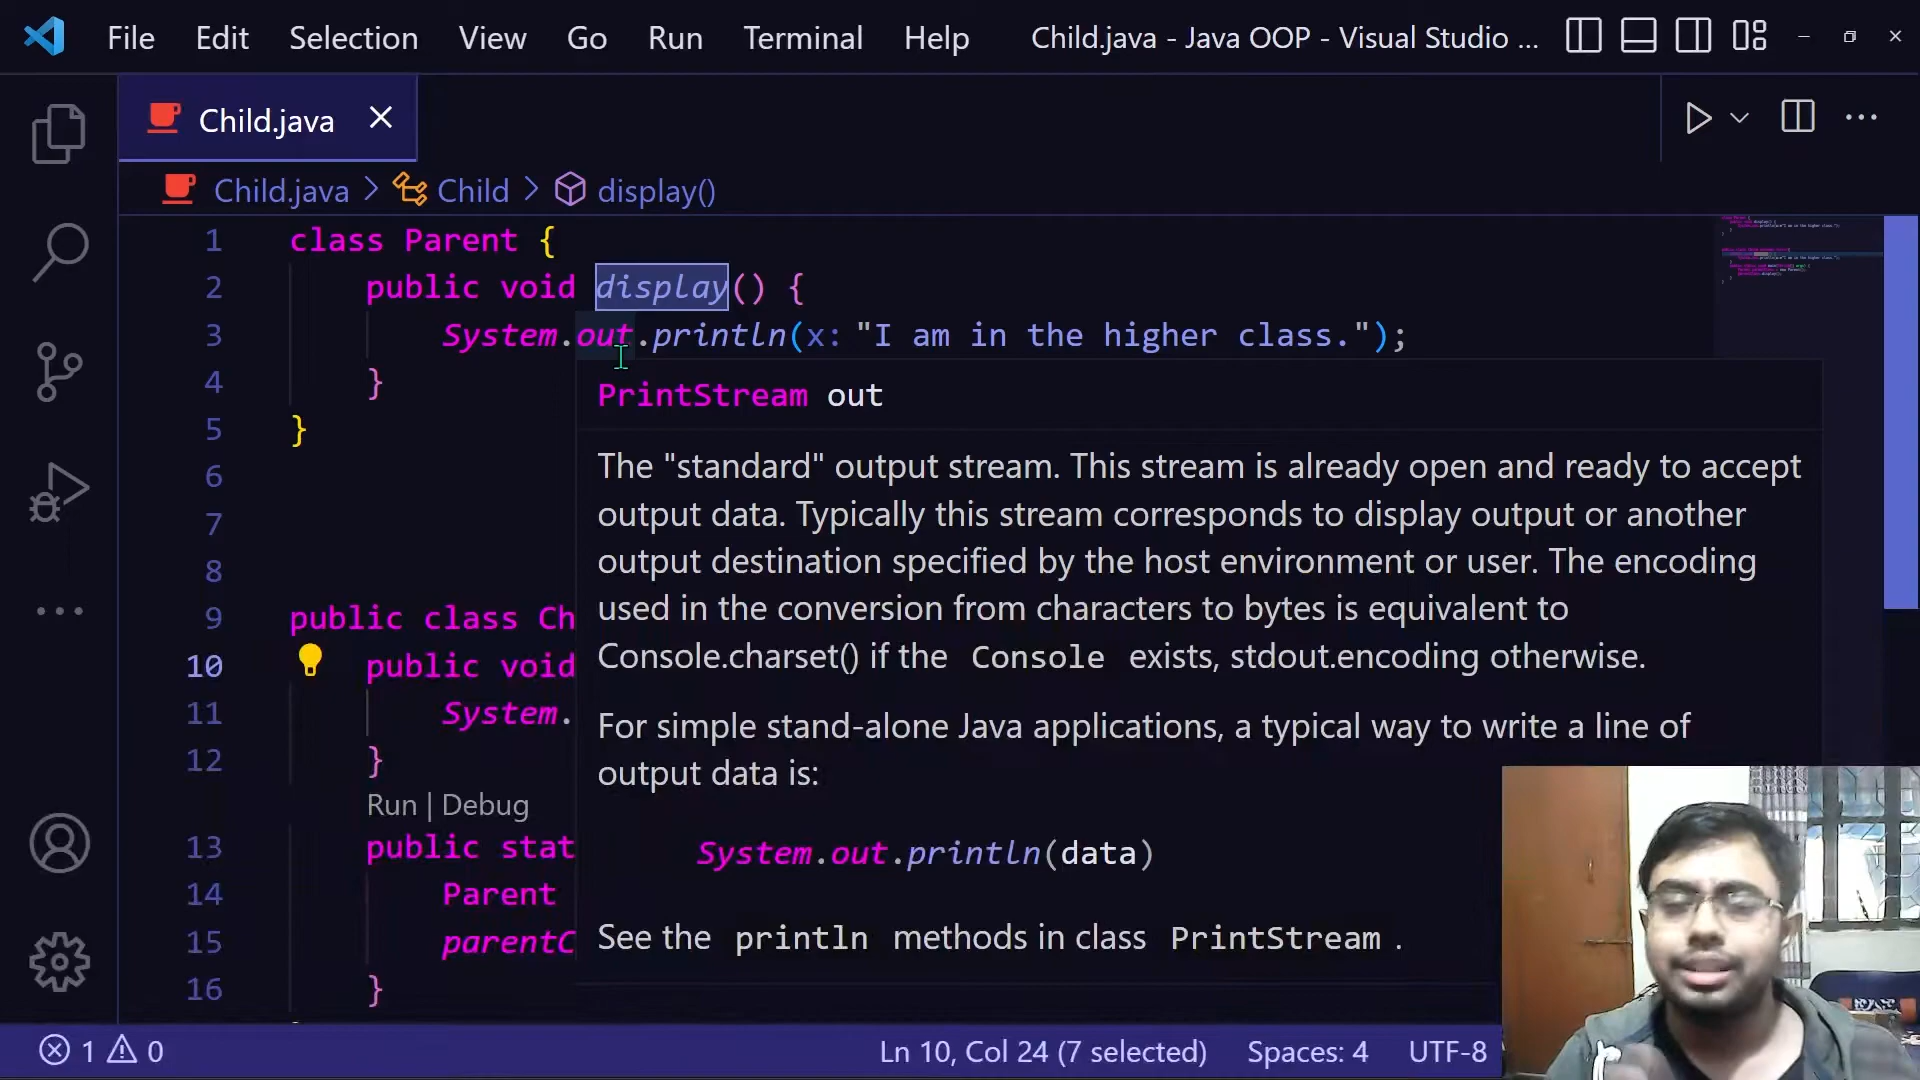 File Edit Selection View Go Run Terminal Help Child.java - Java OOP - Visual Studio ...
Child.java
Child.java > Child > display()
1 class Parent {
2 public void display() {
3 System.out.println(x: "I am in the higher class.");
4 }
5 }
6
7
8
9 public class Ch
10 public void
11 System.
12 }
Run | Debug
13 public stat
14 Parent
15 parentC
16 }
PrintStream out
The "standard" output stream. This stream is already open and ready to accept
output data. Typically this stream corresponds to display output or another
output destination specified by the host environment or user. The encoding
used in the conversion from characters to bytes is equivalent to
Console.charset() if the Console exists, stdout.encoding otherwise.
For simple stand-alone Java applications, a typical way to write a line of
output data is:
System.out.println(data)
See the println methods in class PrintStream .
1 0 Ln 10, Col 24 (7 selected) Spaces: 4 UTF-8